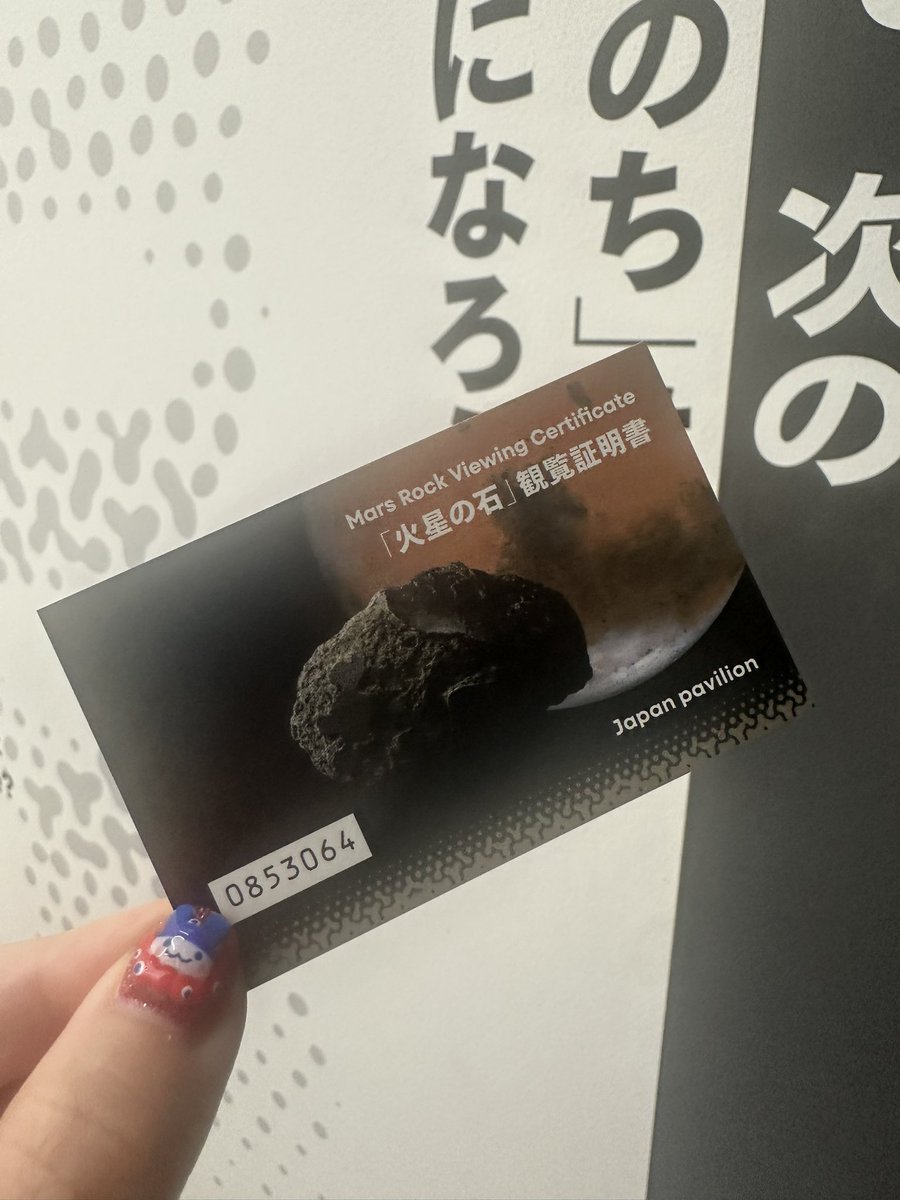 次の
のち」
になろ
Mars Rock Viewing Certificate
「火星の石」観覧証明書
Japan pavilion
0853064